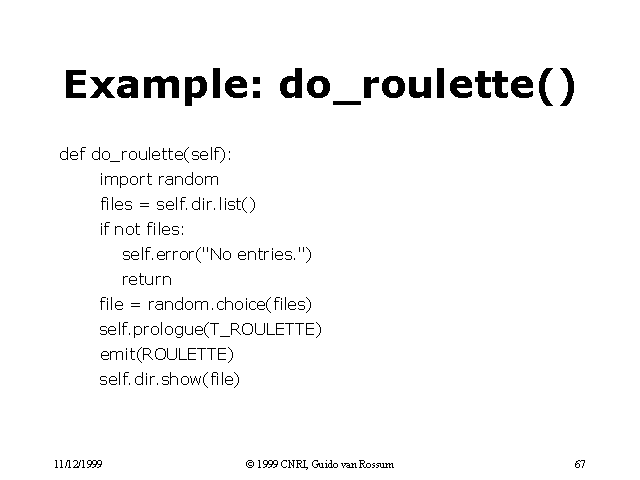 Example: do_roulette()
def do_roulette(self):
import random
files = self.dir.list()
if not files:
self.error("No entries.")
return
file = random.choice(files)
self.prologue(T_ROULETTE)
emit(ROULETTE)
self.dir.show(file)
11/12/1999 © 1999 CNRI, Guido van Rossum 67